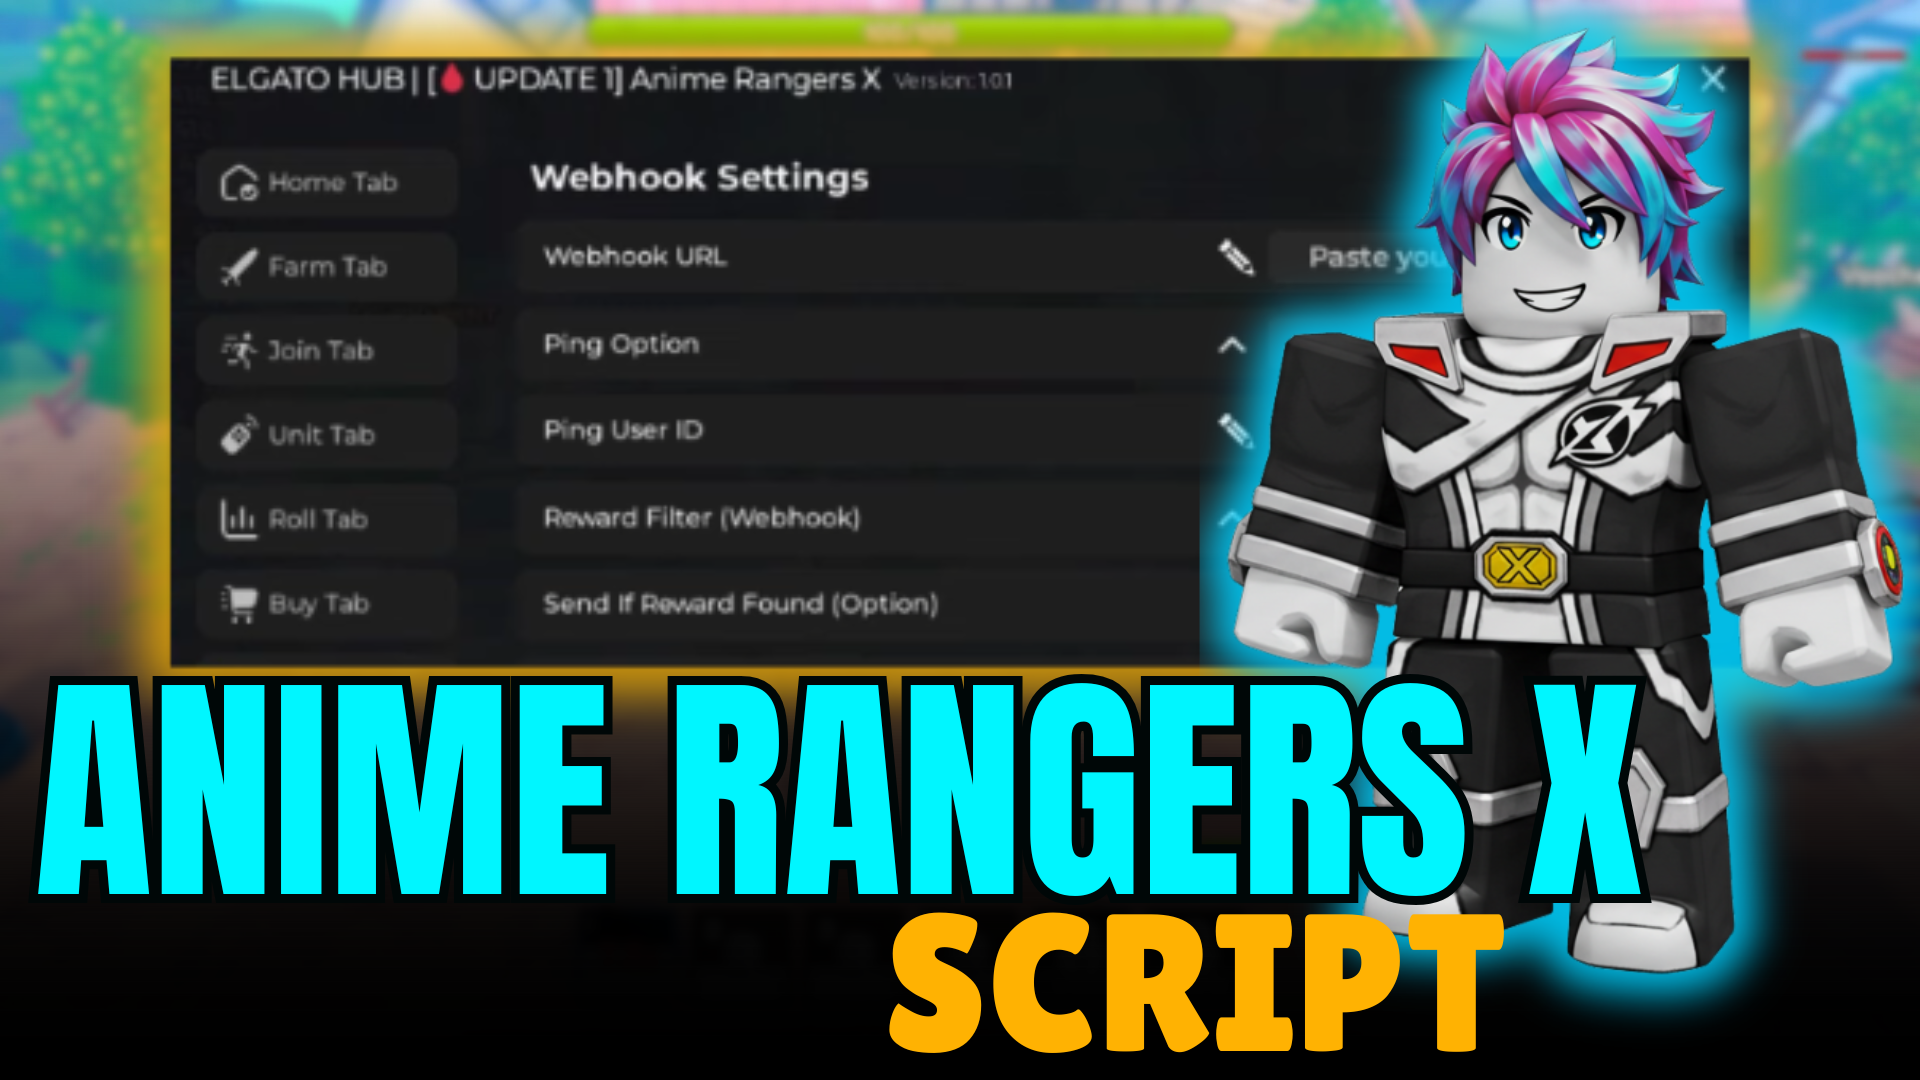 ELGATO HUB | [🩸 UPDATE 1] Anime Rangers X Version: 1.0.1
Home Tab
Farm Tab
Join Tab
Unit Tab
Roll Tab
Buy Tab
Webhook Settings
Webhook URL
Paste you
Ping Option
Ping User ID
Reward Filter (Webhook)
Send If Reward Found (Option)
X
X
ANIME RANGERS X
SCRIPT